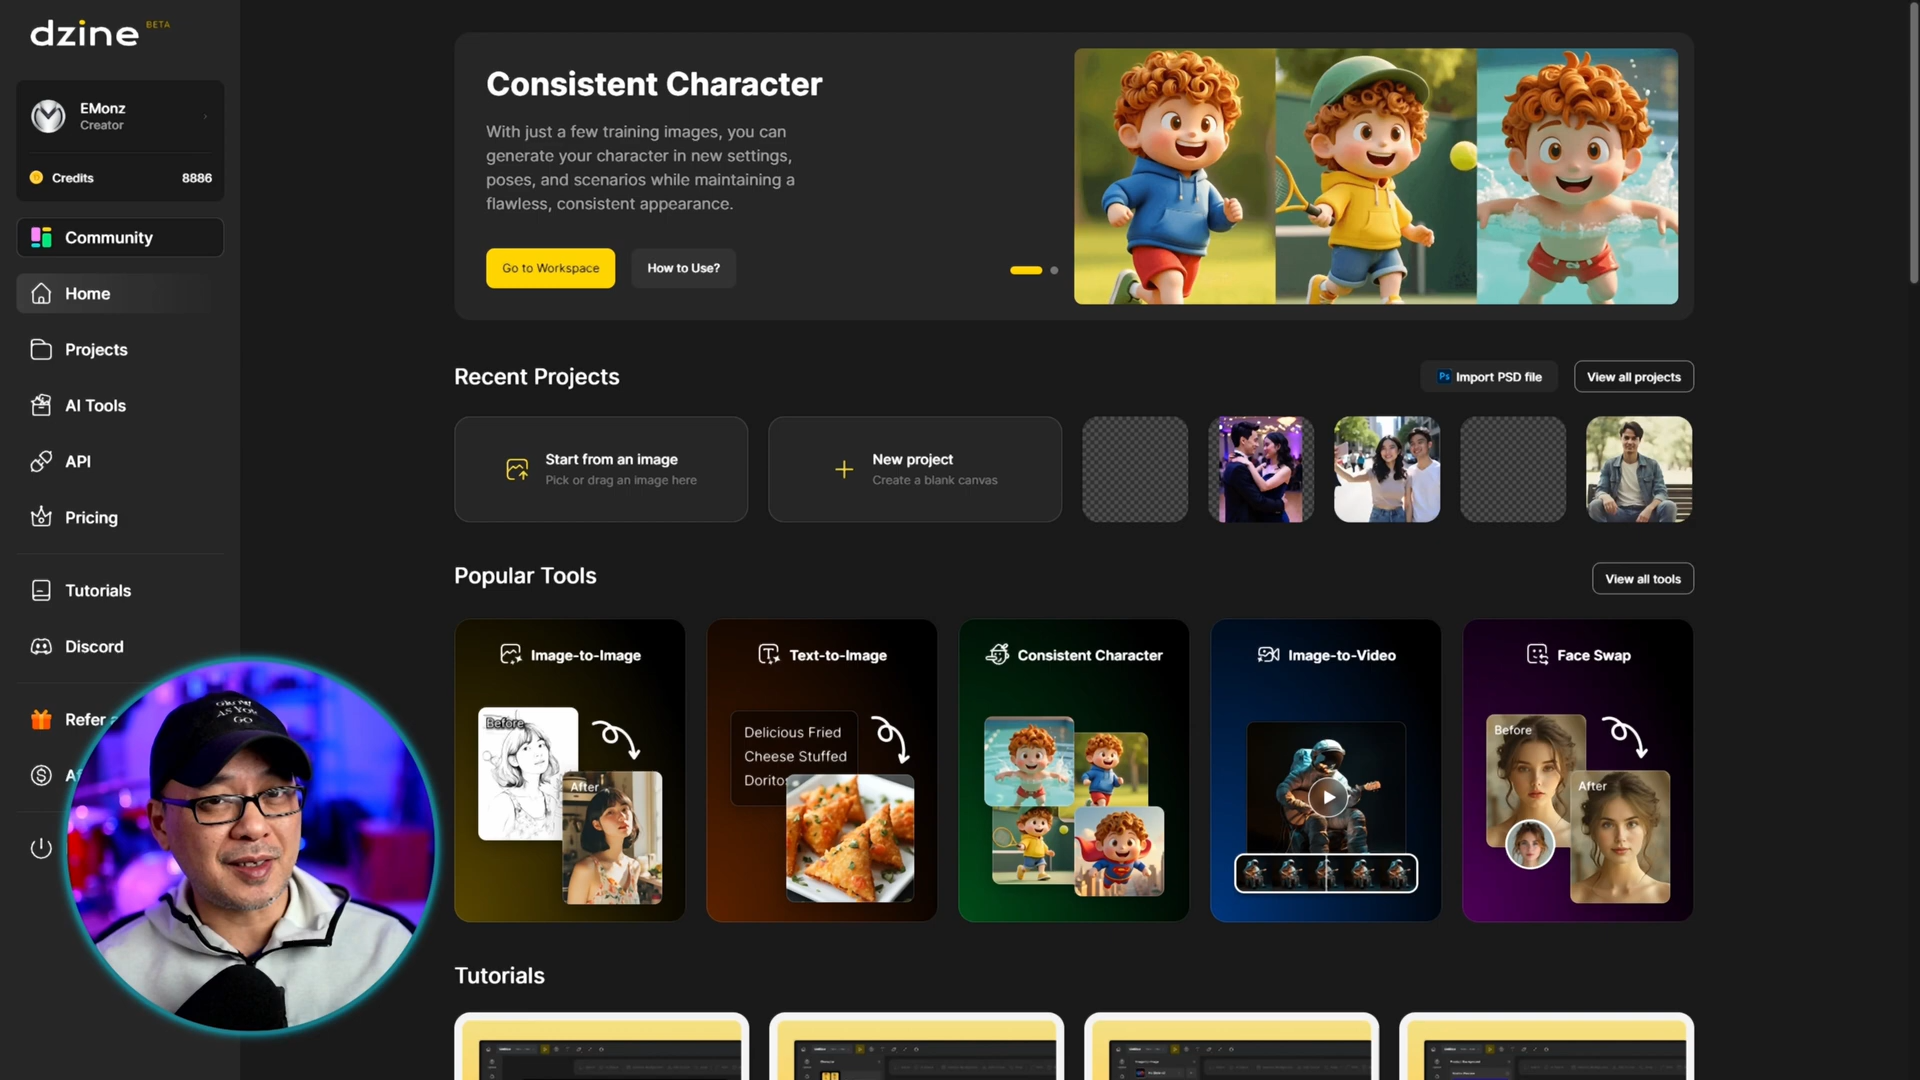 dzine BETA
EMonz
Creator
Credits 8886
Community
Home
Projects
AI Tools
API
Pricing
Tutorials
Discord
Refer
Consistent Character
With just a few training images, you can
generate your character in new settings,
poses, and scenarios while maintaining a
flawless, consistent appearance.
Go to Workspace
How to Use?
Recent Projects
Ps Import PSD file
View all projects
Start from an image
Pick or drag an image here
New project
Create a blank canvas
Popular Tools
View all tools
Image-to-Image
Before
After
Text-to-Image
Delicious Fried
Cheese Stuffed
Doritos
Consistent Character
Image-to-Video
Face Swap
Before
After
AS YOU
GO
Tutorials